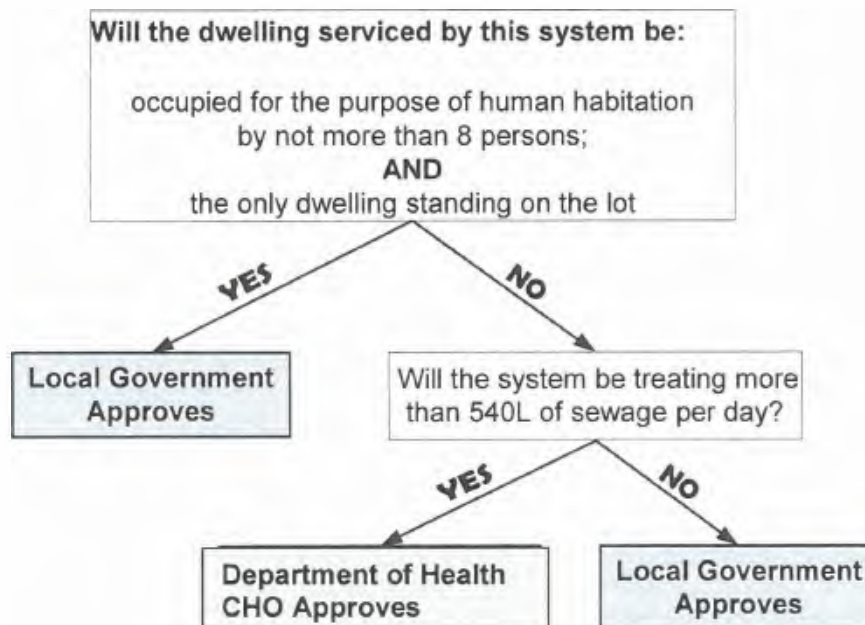 Will the dwelling serviced by this system be:
occupied for the purpose of human habitation
by not more than 8 persons;
AND
the only dwelling standing on the lot
YES
NO
Local Government
Approves
Will the system be treating more
than 540L of sewage per day?
YES
NO
Department of Health
CHO Approves
Local Government
Approves